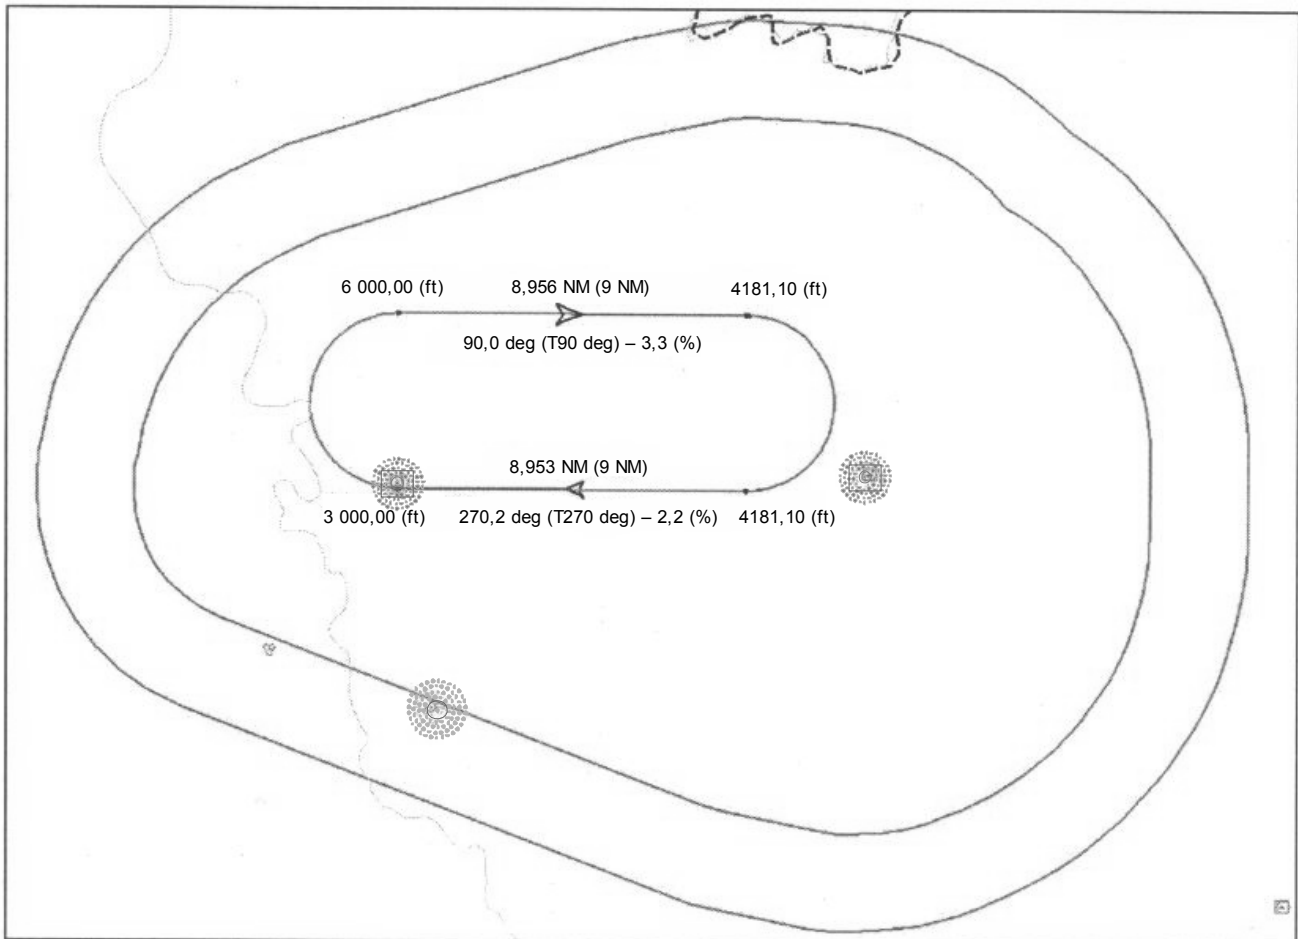 6 000,00 (ft)
8,956 NM (9 NM)
4181,10 (ft)
90,0 deg (T90 deg) – 3,3 (%)
8,953 NM (9 NM)
3 000,00 (ft)
270,2 deg (T270 deg) – 2,2 (%)
4181,10 (ft)